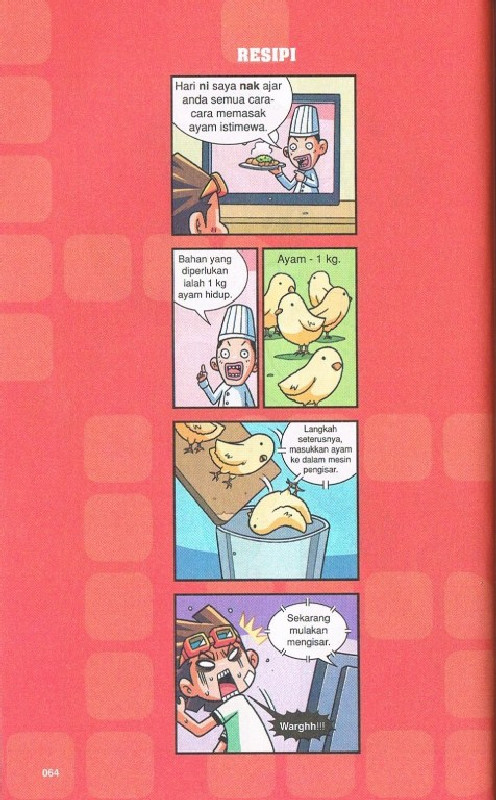 RESIPI
Hari ni saya nak ajar
anda semua cara-
cara memasak
ayam istimewa.
Bahan yang
diperlukan
ialah 1 kg
ayam hidup.
Ayam - 1 kg.
Langkah
seterusnya,
masukkan ayam
ke dalam mesin
pengisar.
Sekarang
mulakan
mengisar.
Warghh!!!
064